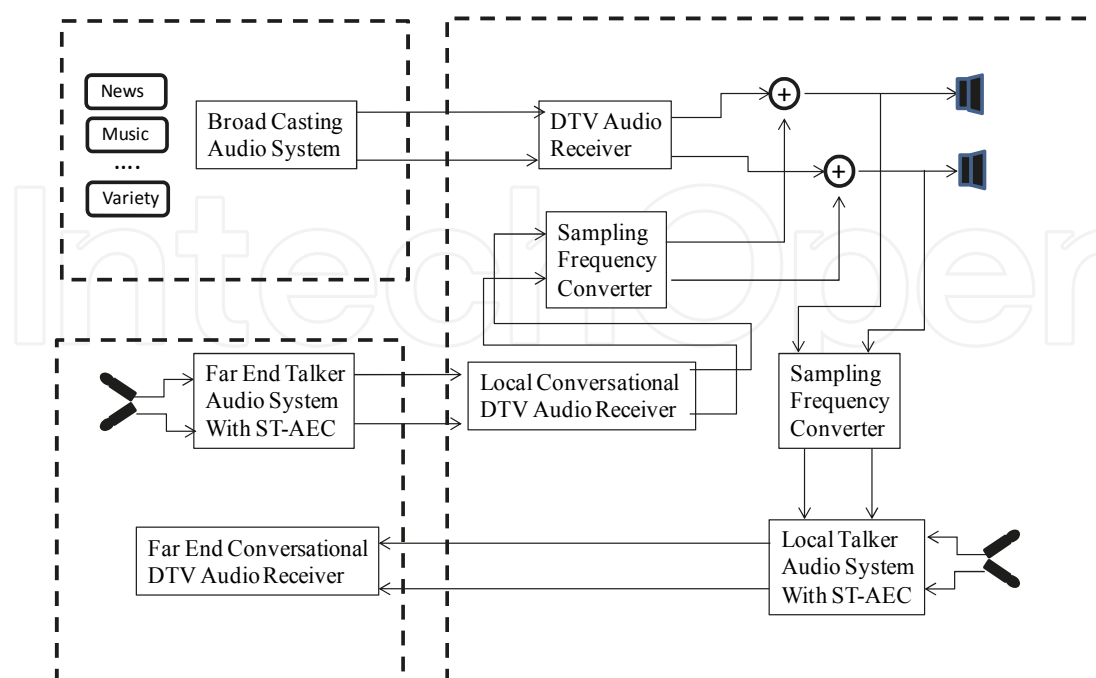 News
Music
....
Variety
Broad Casting
Audio System
DTV Audio
Receiver
+
+
Sampling
Frequency
Converter
Far End Talker
Audio System
With ST-AEC
Local Conversational
DTV Audio Receiver
Sampling
Frequency
Converter
Far End Conversational
DTV Audio Receiver
Local Talker
Audio System
With ST-AEC
IntechOpen